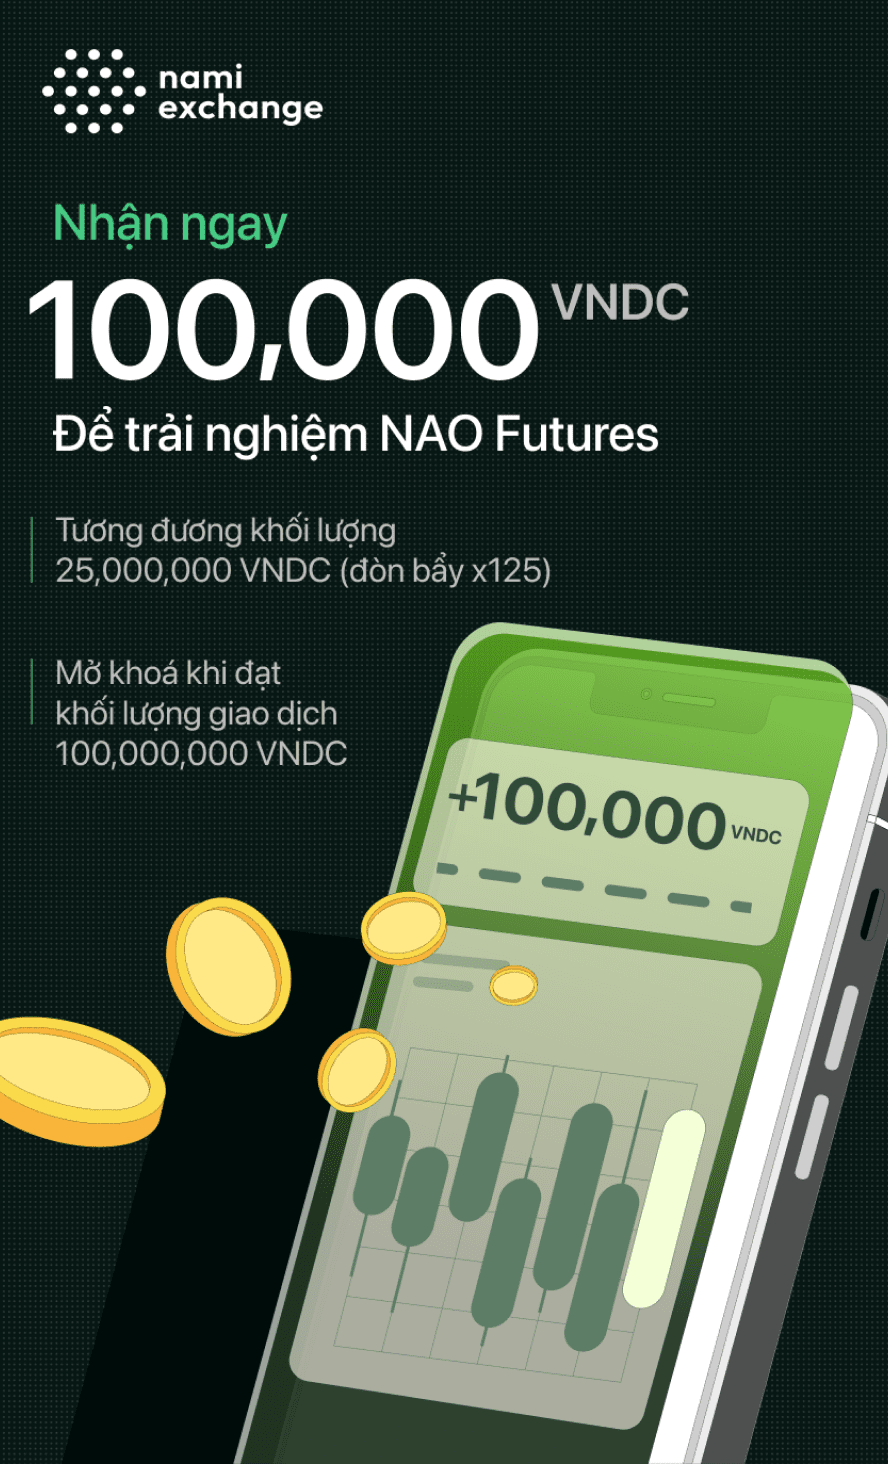 nami
exchange
Nhận ngay
100,000 VNDC
Để trải nghiệm NAO Futures
Tương đương khối lượng
25,000,000 VNDC (đòn bẩy x125)
Mở khoá khi đạt
khối lượng giao dịch
100,000,000 VNDC
+100,000 VNDC